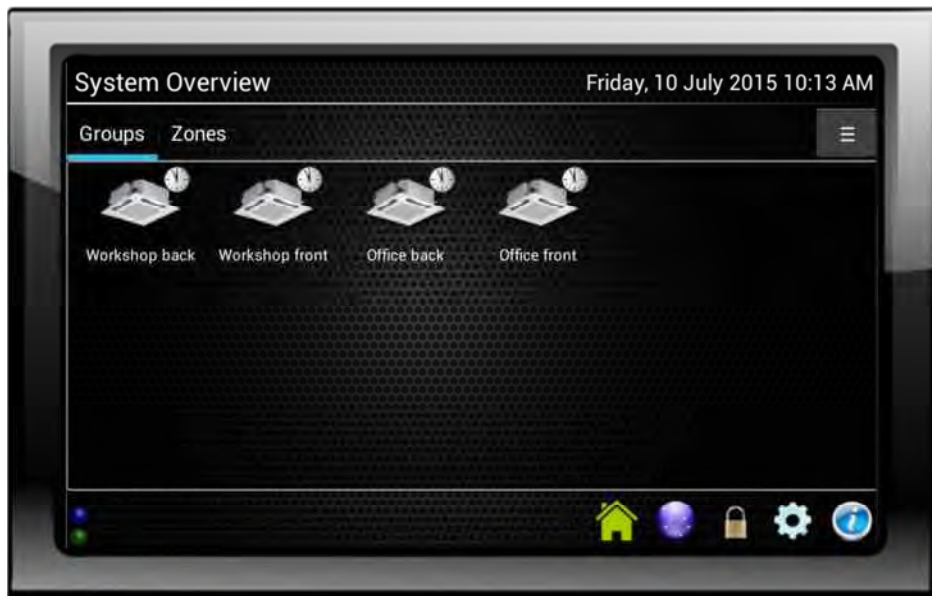 System Overview
Friday, 10 July 2015 10:13 AM
Groups
Zones
Workshop back
Workshop front
Office back
Office front